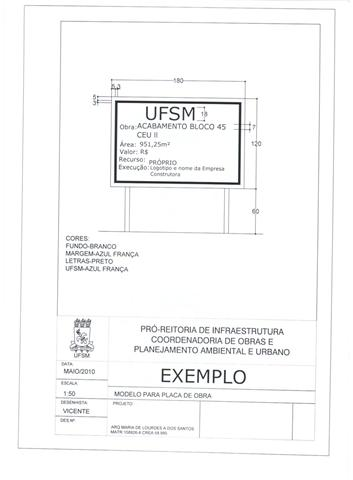 180
5 3
5
3
UFSM
18
Obra: ACABAMENTO BLOCO 45
CEU II
7
Área: 951,25m²
120
Valor: R$
Recurso: PRÓPRIO
Execução: Logotipo e nome da Empresa
Construtora
60
CORES:
FUNDO-BRANCO
MARGEM-AZUL FRANÇA
LETRAS-PRETO
UFSM-AZUL FRANÇA
UFSM
PRÓ-REITORIA DE INFRAESTRUTURA
COORDENADORIA DE OBRAS E
PLANEJAMENTO AMBIENTAL E URBANO
DATA:
MAIO/2010
EXEMPLO
ESCALA:
1:50
MODELO PARA PLACA DE OBRA
DESENHISTA:
VICENTE
PROJETO:
DES.Nº
ARQ MARIA DE LOURDES A DOS SANTOS